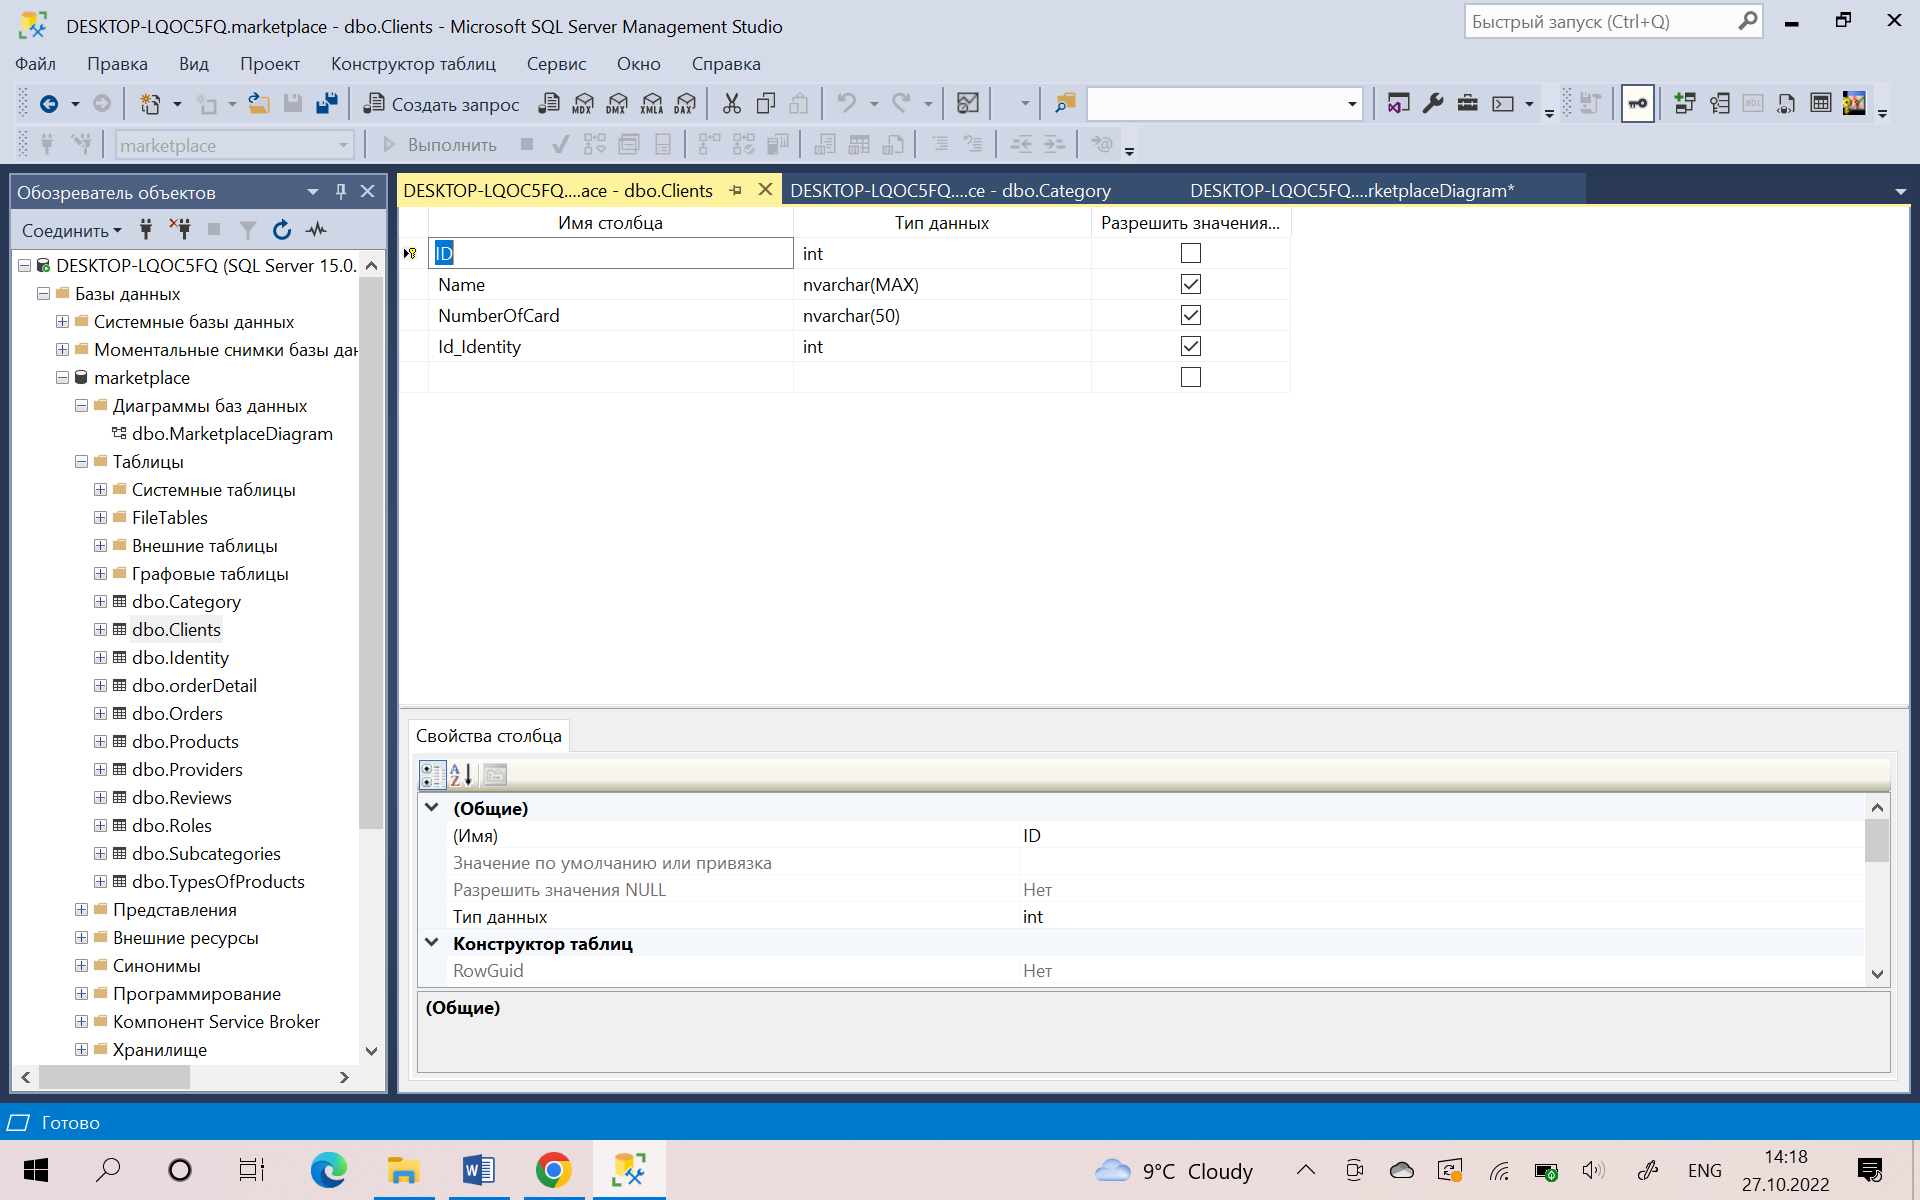 DESKTOP-LQOC5FQ.marketplace - dbo.Clients - Microsoft SQL Server Management Studio
Быстрый запуск (Ctrl+Q)
Файл Правка Вид Проект Конструктор таблиц Сервис Окно Справка
Создать запрос MDX DMX XMLA DAX
marketplace Выполнить
Обозреватель объектов
Соединить
DESKTOP-LQOC5FQ (SQL Server 15.0.
Базы данных
Системные базы данных
Моментальные снимки базы дан
marketplace
Диаграммы баз данных
dbo.MarketplaceDiagram
Таблицы
Системные таблицы
FileTables
Внешние таблицы
Графовые таблицы
dbo.Category
dbo.Clients
dbo.Identity
dbo.orderDetail
dbo.Orders
dbo.Products
dbo.Providers
dbo.Reviews
dbo.Roles
dbo.Subcategories
dbo.TypesOfProducts
Представления
Внешние ресурсы
Синонимы
Программирование
Компонент Service Broker
Хранилище
DESKTOP-LQOC5FQ....ace - dbo.Clients DESKTOP-LQOC5FQ....ce - dbo.Category DESKTOP-LQOC5FQ....rketplaceDiagram*
Имя столбца Тип данных Разрешить значения...
ID int
Name nvarchar(MAX)
NumberOfCard nvarchar(50)
Id_Identity int
Свойства столбца
(Общие)
(Имя) ID
Значение по умолчанию или привязка
Разрешить значения NULL Нет
Тип данных int
Конструктор таблиц
RowGuid Нет
(Общие)
Готово
9°C Cloudy ENG 14:18
27.10.2022